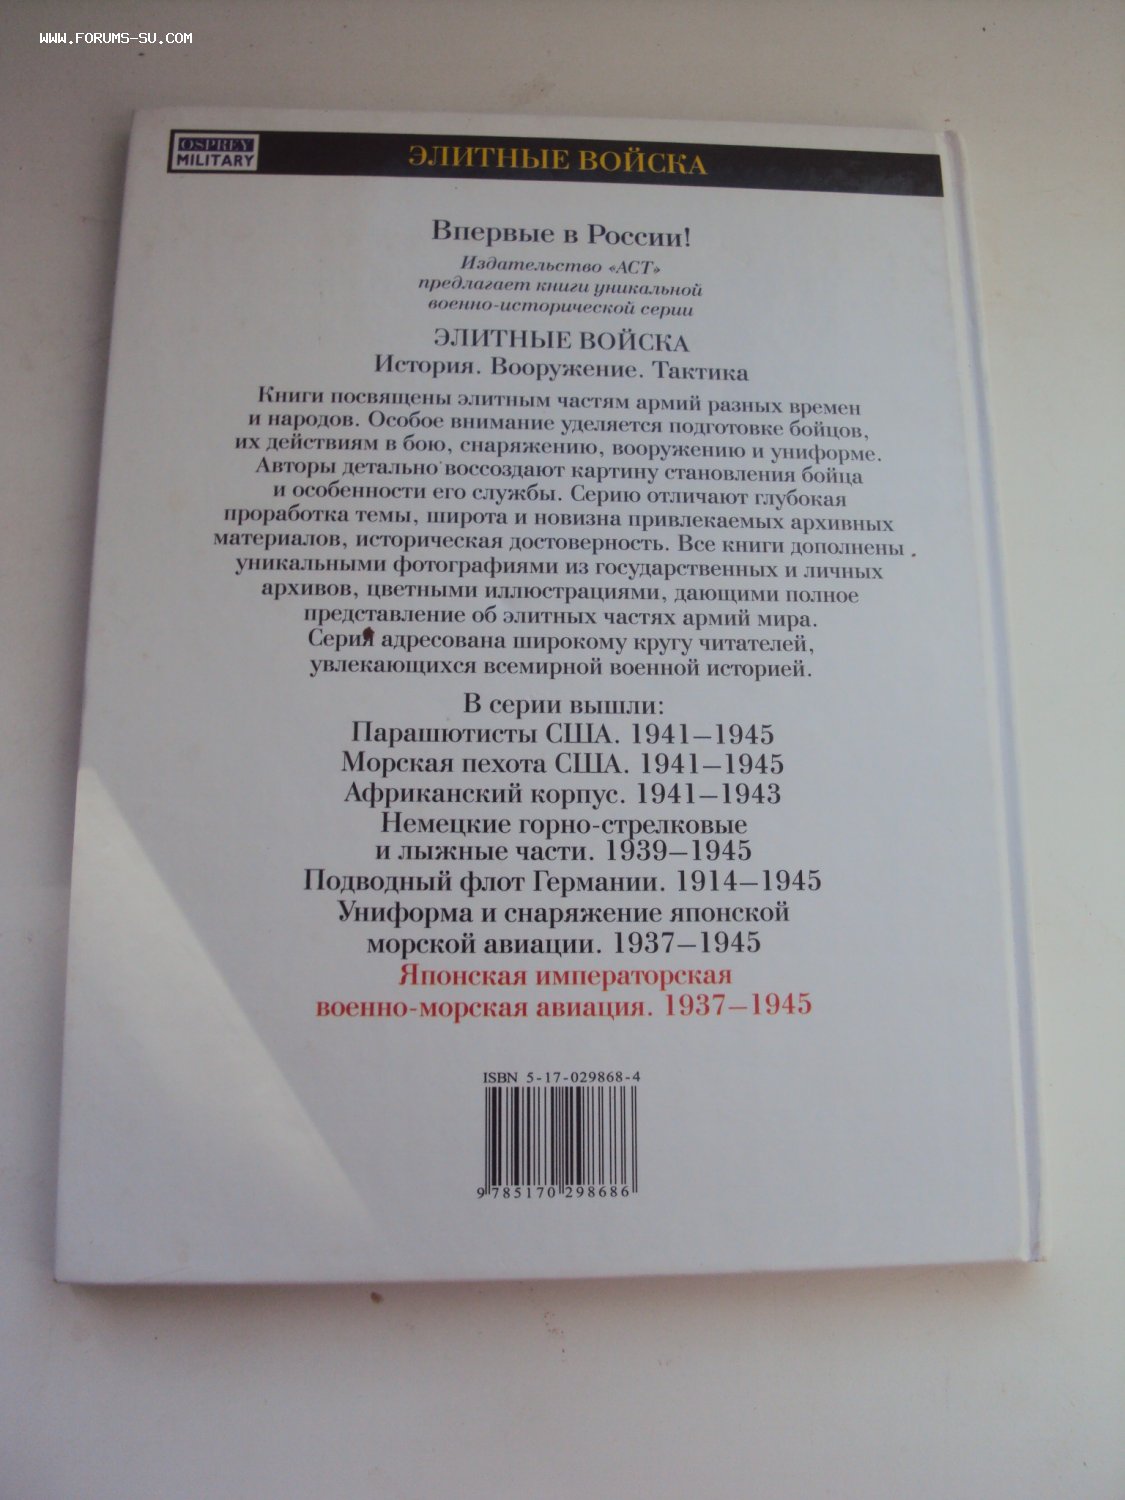 WWW.FORUMS-SU.COM
OSPREY
MILITARY
ЭЛИТНЫЕ ВОЙСКА
Впервые в России!
Издательство «АСТ»
предлагает книги уникальной
военно-исторической серии
ЭЛИТНЫЕ ВОЙСКА
История. Вооружение. Тактика
Книги посвящены элитным частям армий разных времен
и народов. Особое внимание уделяется подготовке бойцов,
их действиям в бою, снаряжению, вооружению и униформе.
Авторы детально воссоздают картину становления бойца
и особенности его службы. Серию отличают глубокая
проработка темы, широта и новизна привлекаемых архивных
материалов, историческая достоверность. Все книги дополнены
уникальными фотографиями из государственных и личных
архивов, цветными иллюстрациями, дающими полное
представление об элитных частях армий мира.
Серия адресована широкому кругу читателей,
увлекающихся всемирной военной историей.
В серии вышли:
Парашютисты США. 1941–1945
Морская пехота США. 1941–1945
Африканский корпус. 1941–1943
Немецкие горно-стрелковые
и лыжные части. 1939–1945
Подводный флот Германии. 1914–1945
Униформа и снаряжение японской
морской авиации. 1937–1945
Японская императорская
военно-морская авиация. 1937–1945
ISBN 5-17-029868-4
9 785170 298686